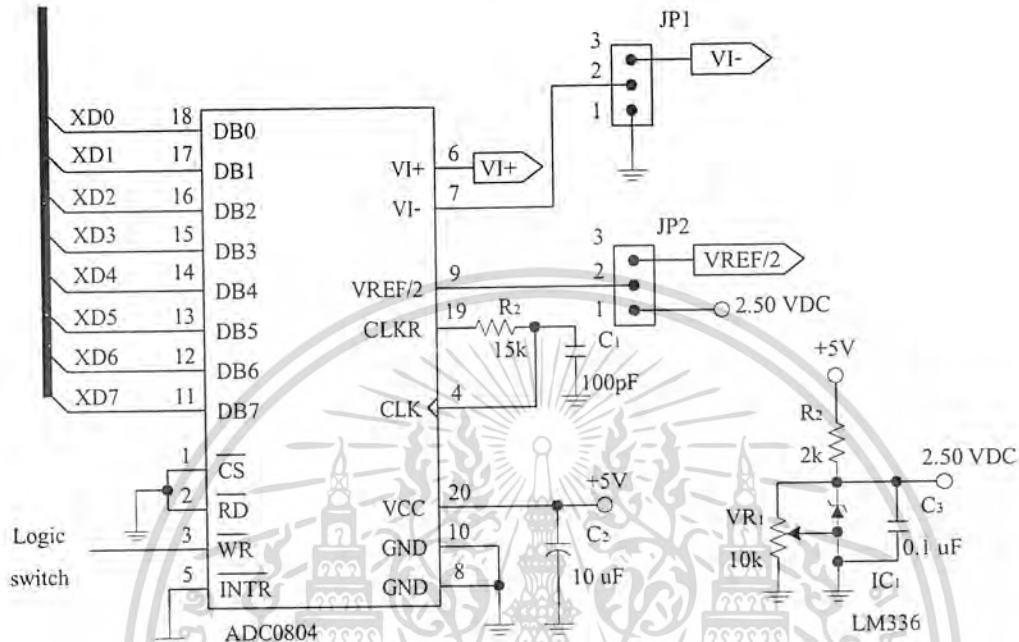 JP1
3
2
1
VI-
XD0 18 DB0
XD1 17 DB1
XD2 16 DB2
XD3 15 DB3
XD4 14 DB4
XD5 13 DB5
XD6 12 DB6
XD7 11 DB7
1 CS
2 RD
3 WR
5 INTR
Logic
switch
VI+ 6 VI+
VI- 7
VREF/2 9
CLKR 19
CLK 4
VCC 20
GND 10
GND 8
ADC0804
JP2
3
2
1
VREF/2
2.50 VDC
R2
15k
C1
100pF
+5V
C2
10 uF
+5V
R2
2k
2.50 VDC
VR1
10k
C3
0.1 uF
IC1
LM336